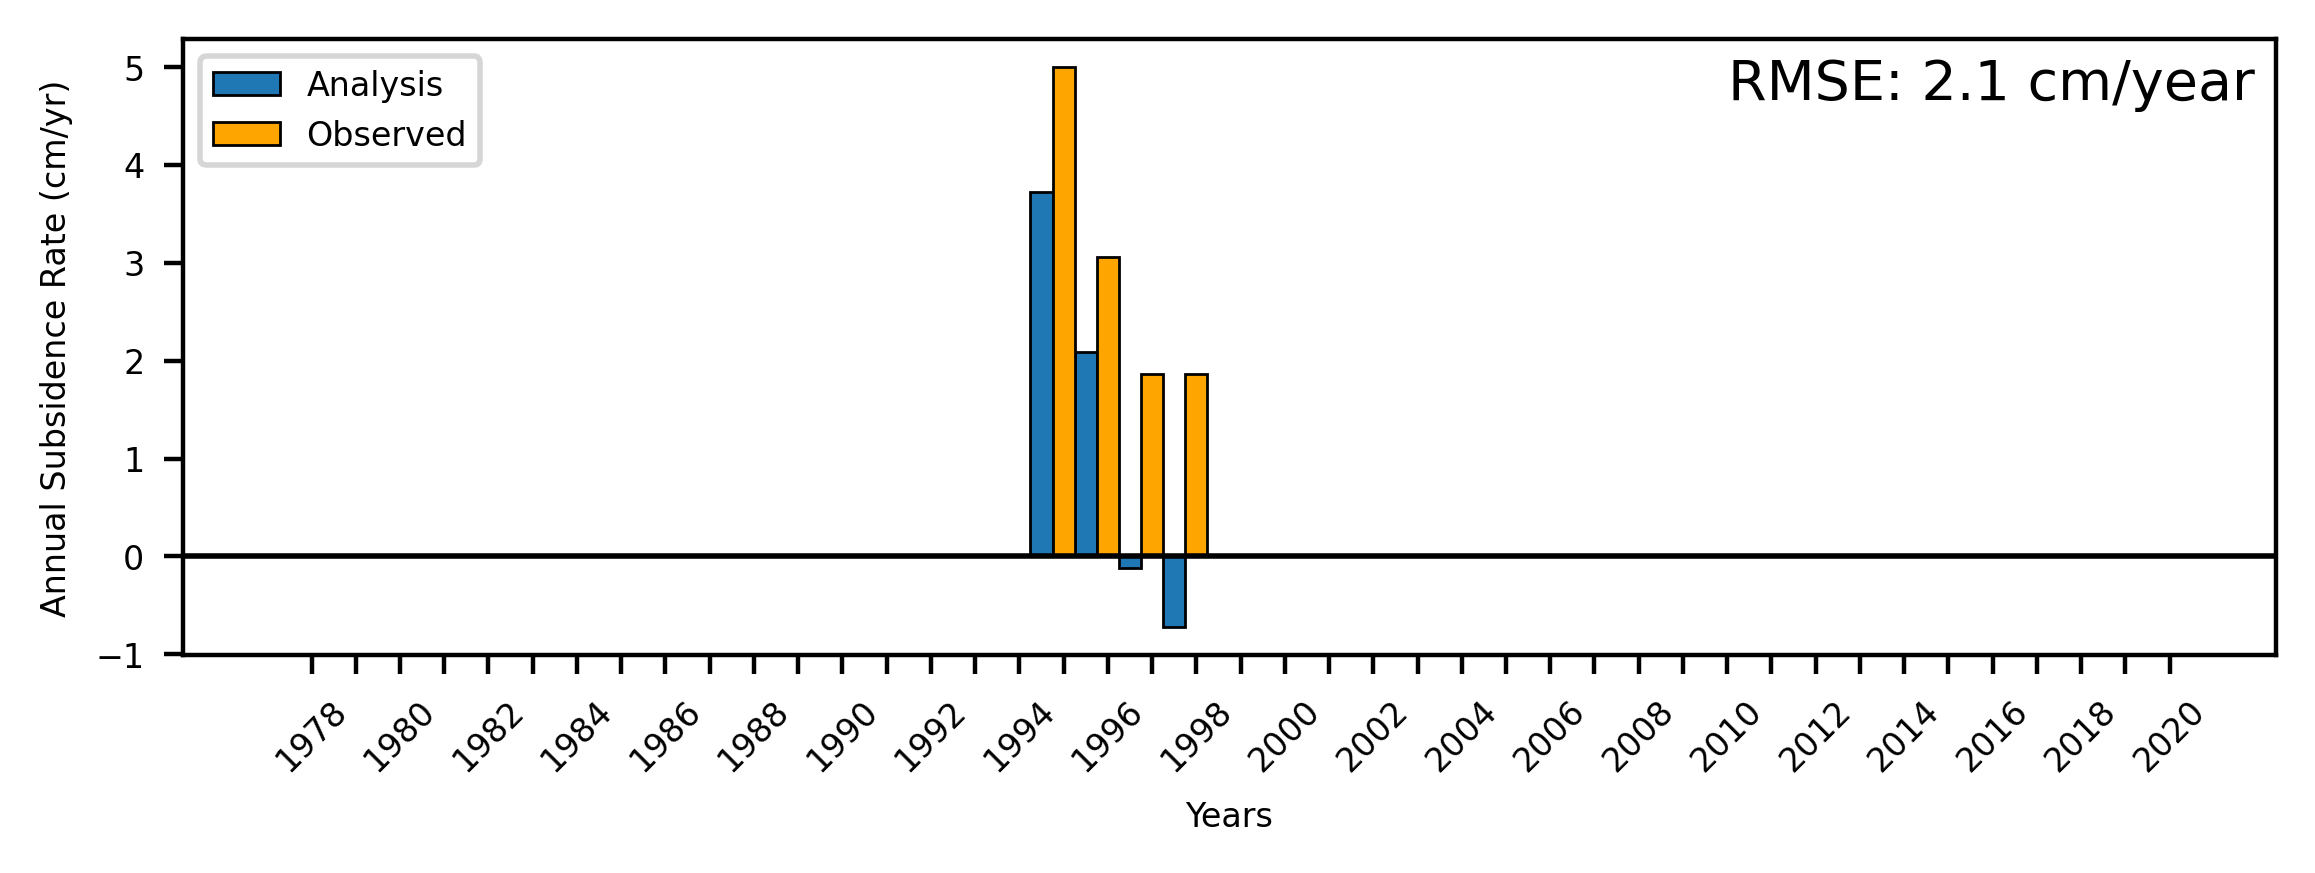 RMSE: 2.1 cm/year
Analysis
Observed
Annual Subsidence Rate (cm/yr)
5
4
3
2
1
0
−1
1978 1980 1982 1984 1986 1988 1990 1992 1994 1996 1998 2000 2002 2004 2006 2008 2010 2012 2014 2016 2018 2020
Years